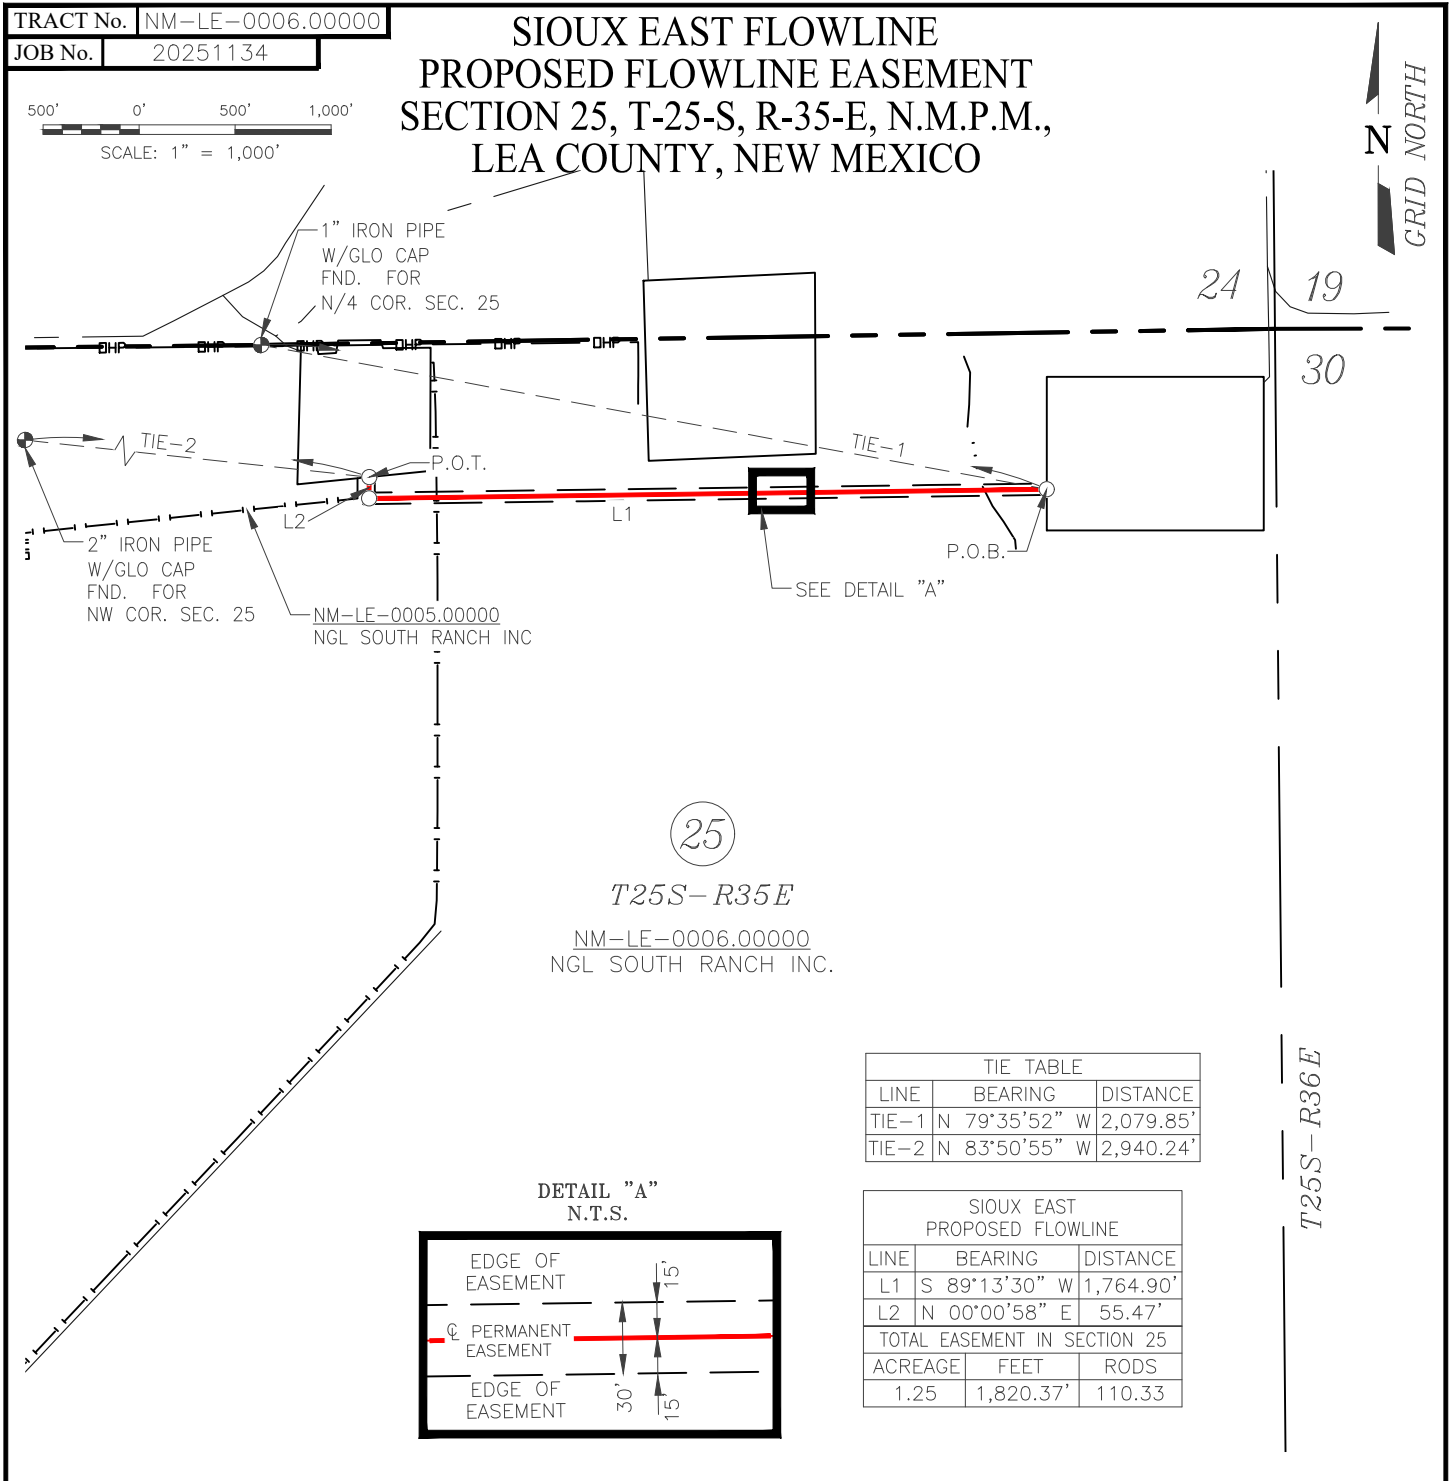 TRACT No. NM-LE-0006.00000
JOB No. 20251134
SIOUX EAST FLOWLINE
PROPOSED FLOWLINE EASEMENT
SECTION 25, T-25-S, R-35-E, N.M.P.M.,
LEA COUNTY, NEW MEXICO
N
GRID NORTH
500' 0' 500' 1,000'
SCALE: 1" = 1,000'
1" IRON PIPE
W/GLO CAP
FND. FOR
N/4 COR. SEC. 25
24 19
30
OHP OHP OHP OHP OHP OHP
TIE-2
P.O.T.
TIE-1
L2
L1
P.O.B.
SEE DETAIL "A"
2" IRON PIPE
W/GLO CAP
FND. FOR
NW COR. SEC. 25
NM-LE-0005.00000
NGL SOUTH RANCH INC
25
T25S-R35E
NM-LE-0006.00000
NGL SOUTH RANCH INC.
T25S-R36E
TIE TABLE
LINE BEARING DISTANCE
TIE-1 N 79°35'52" W 2,079.85'
TIE-2 N 83°50'55" W 2,940.24'
SIOUX EAST
PROPOSED FLOWLINE
LINE BEARING DISTANCE
L1 S 89°13'30" W 1,764.90'
L2 N 00°00'58" E 55.47'
TOTAL EASEMENT IN SECTION 25
ACREAGE FEET RODS
1.25 1,820.37' 110.33
DETAIL "A"
N.T.S.
EDGE OF
EASEMENT
15'
℄ PERMANENT
EASEMENT
EDGE OF
EASEMENT
30'
15'